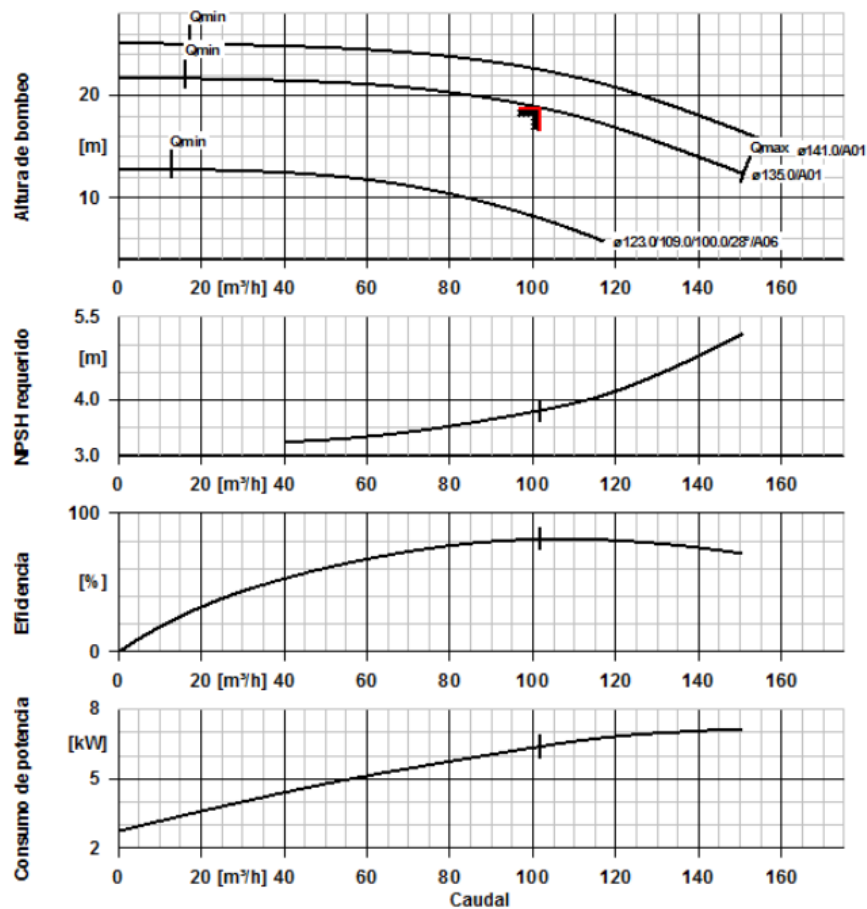 Qmin
Qmin
Qmin
Altura de bombeo
20
[m]
10
Qmax ø141.0/A01
ø135.0/A01
ø123.0/109.0/100.0/28°/A06
0 20 [m³/h] 40 60 80 100 120 140 160
NPSH requerido
5.5
[m]
4.0
3.0
0 20 [m³/h] 40 60 80 100 120 140 160
Eficiencia
100
[%]
0
0 20 [m³/h] 40 60 80 100 120 140 160
Consumo de potencia
8
[kW]
5
2
0 20 [m³/h] 40 60 80 100 120 140 160
Caudal